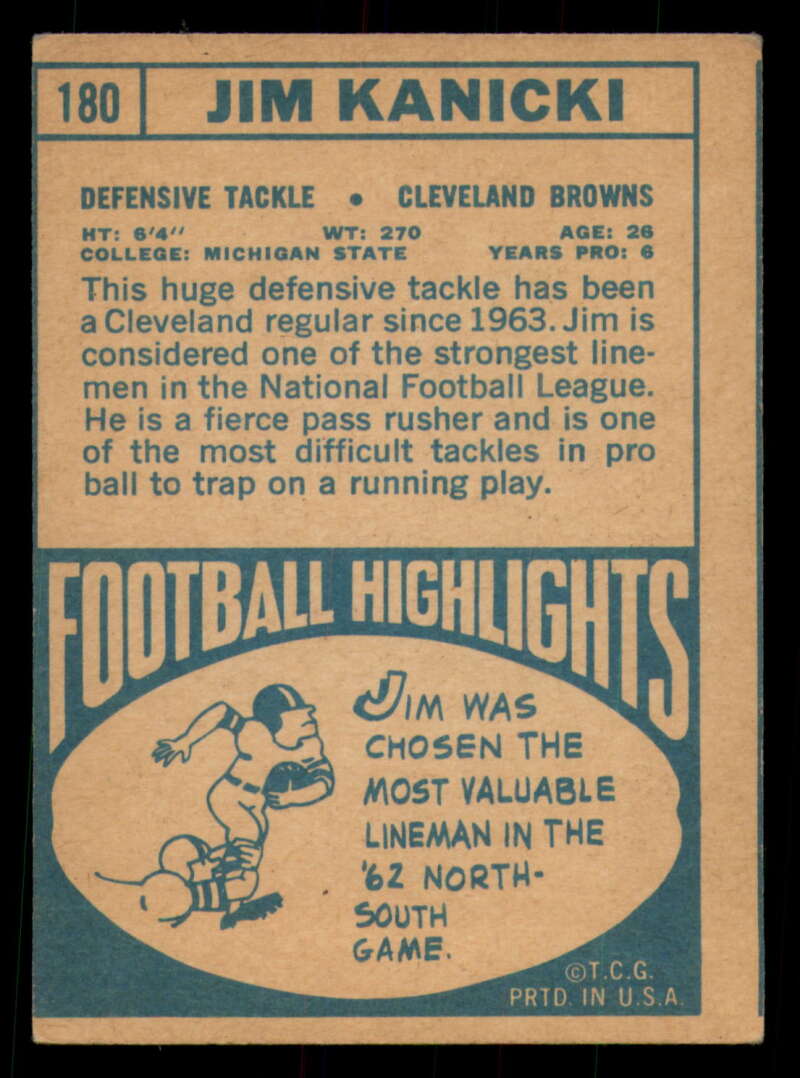 180 JIM KANICKI
DEFENSIVE TACKLE • CLEVELAND BROWNS
HT: 6'4" WT: 270 AGE: 26
COLLEGE: MICHIGAN STATE YEARS PRO: 6
This huge defensive tackle has been
a Cleveland regular since 1963. Jim is
considered one of the strongest line-
men in the National Football League.
He is a fierce pass rusher and is one
of the most difficult tackles in pro
ball to trap on a running play.
FOOTBALL HIGHLIGHTS
JIM WAS
CHOSEN THE
MOST VALUABLE
LINEMAN IN THE
'62 NORTH-
SOUTH
GAME.
©T.C.G.
PRTD. IN U.S.A.